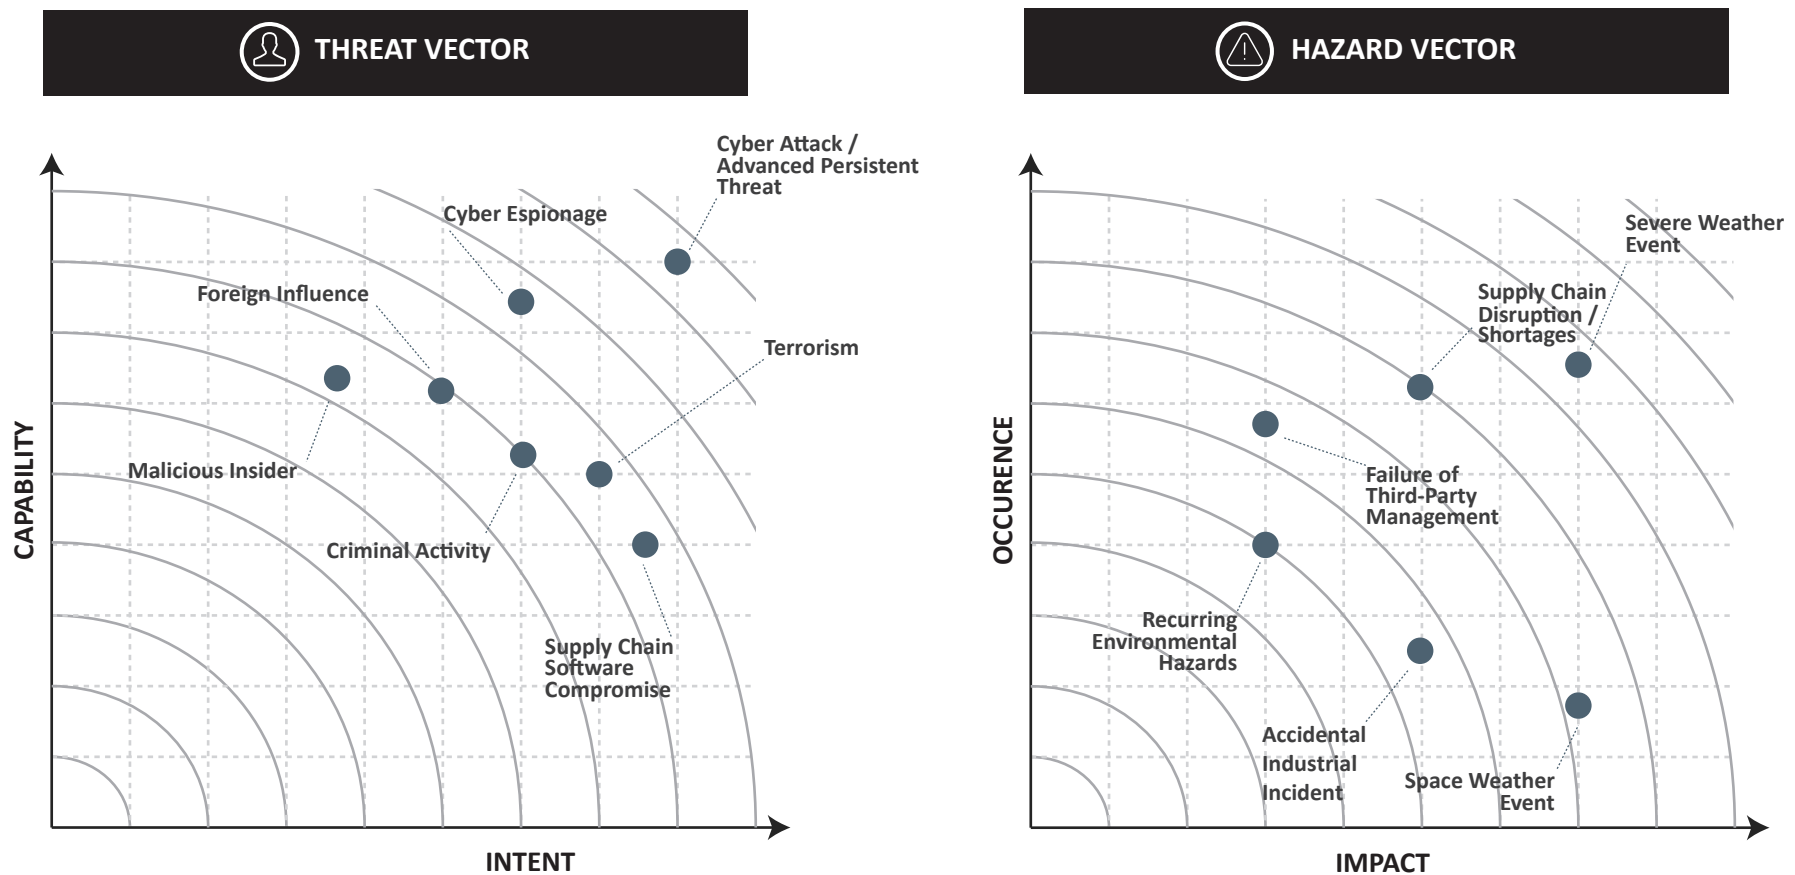 THREAT VECTOR
Cyber Attack /
Advanced Persistent
Threat
Cyber Espionage
Foreign Influence
Terrorism
Malicious Insider
Criminal Activity
Supply Chain
Software
Compromise
CAPABILITY
INTENT
HAZARD VECTOR
Severe Weather
Event
Supply Chain
Disruption /
Shortages
Failure of
Third-Party
Management
Recurring
Environmental
Hazards
Accidental
Industrial
Incident
Space Weather
Event
OCCURENCE
IMPACT